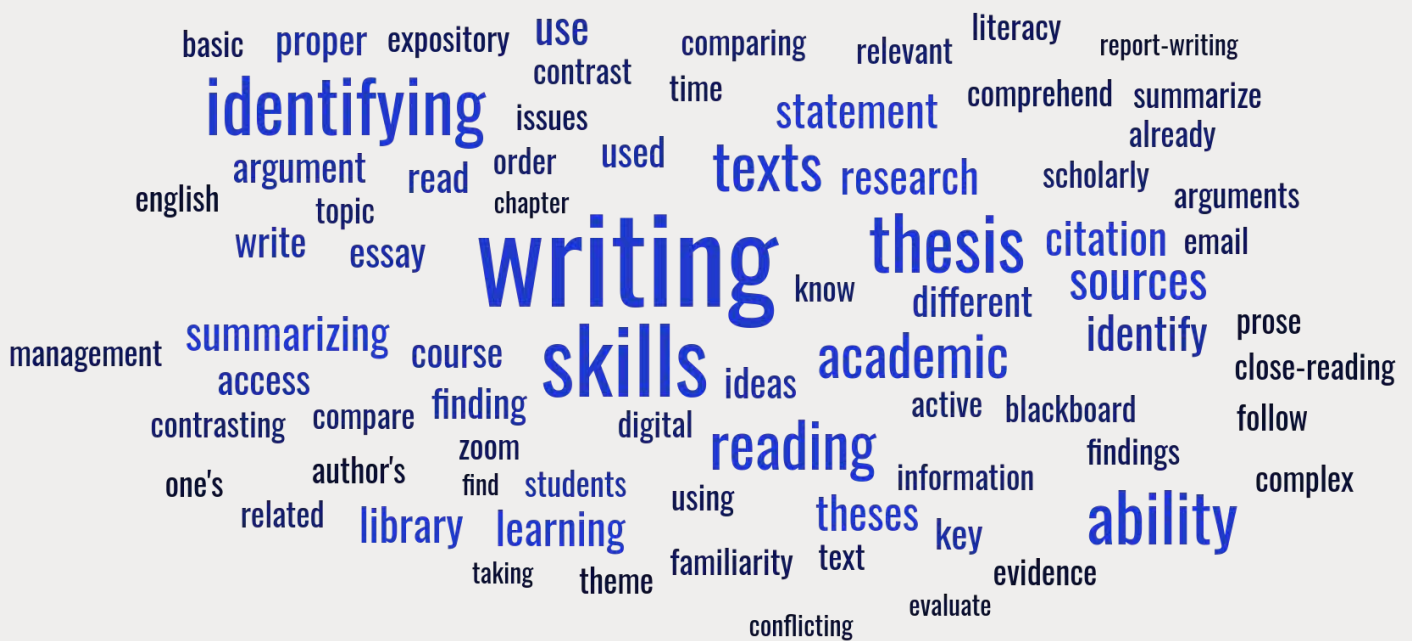 literacy
basic proper expository use comparing relevant report-writing
contrast
time
identifying issues statement comprehend summarize
already
argument read order used texts research scholarly
english topic chapter arguments
write essay writing know thesis citation email
different sources
management summarizing course skills ideas academic identify prose
close-reading
access
contrasting compare finding digital active blackboard follow
zoom reading findings
one's author's find students using information complex
related library learning theses key ability
taking theme familiarity text evidence
evaluate
conflicting